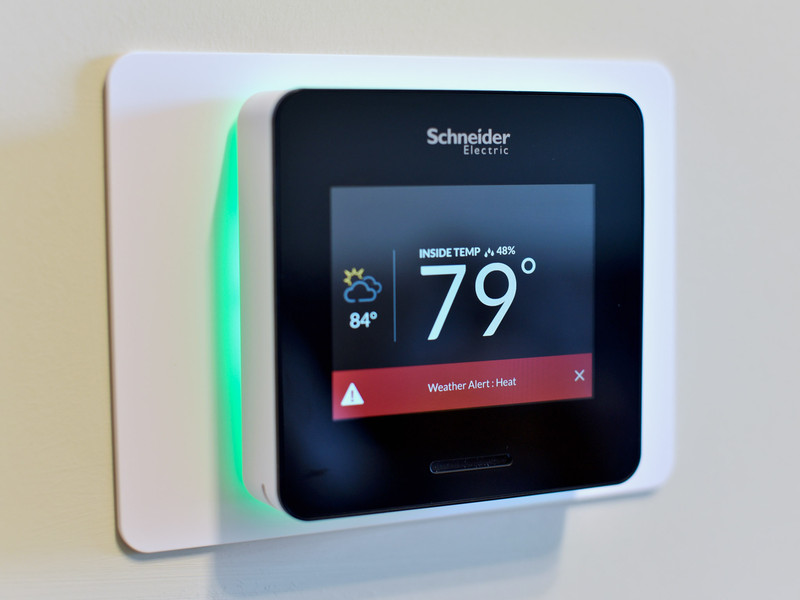 Schneider
Electric
INSIDE TEMP 48%
79°
84°
Weather Alert : Heat